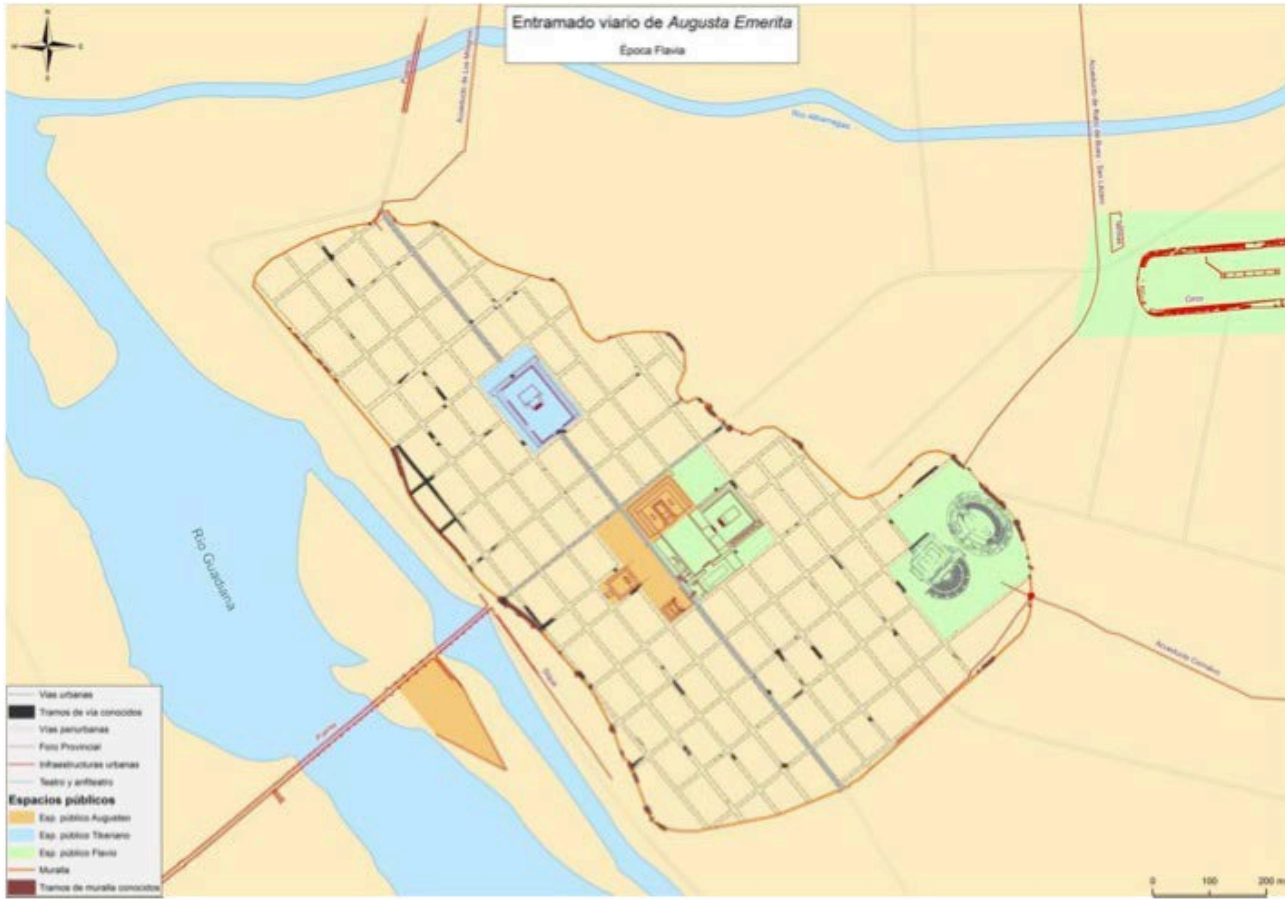 Entramado viario de Augusta Emerita
Época Flavia
N
W
E
S
Puente
Acueducto de Los Milagros
Río Albarregas
Acueducto de Rabo de Buey - San Lázaro
Circo
Río Guadiana
Puente
Dique
Acueducto Cornalvo
Vías urbanas
Tramos de vía conocidos
Vías periurbanas
Foro Provincial
Infraestructuras urbanas
Teatro y anfiteatro
Espacios públicos
Esp. público Augusteo
Esp. público Tiberiano
Esp. público Flavio
Muralla
Tramos de muralla conocidos
0 100 200 m